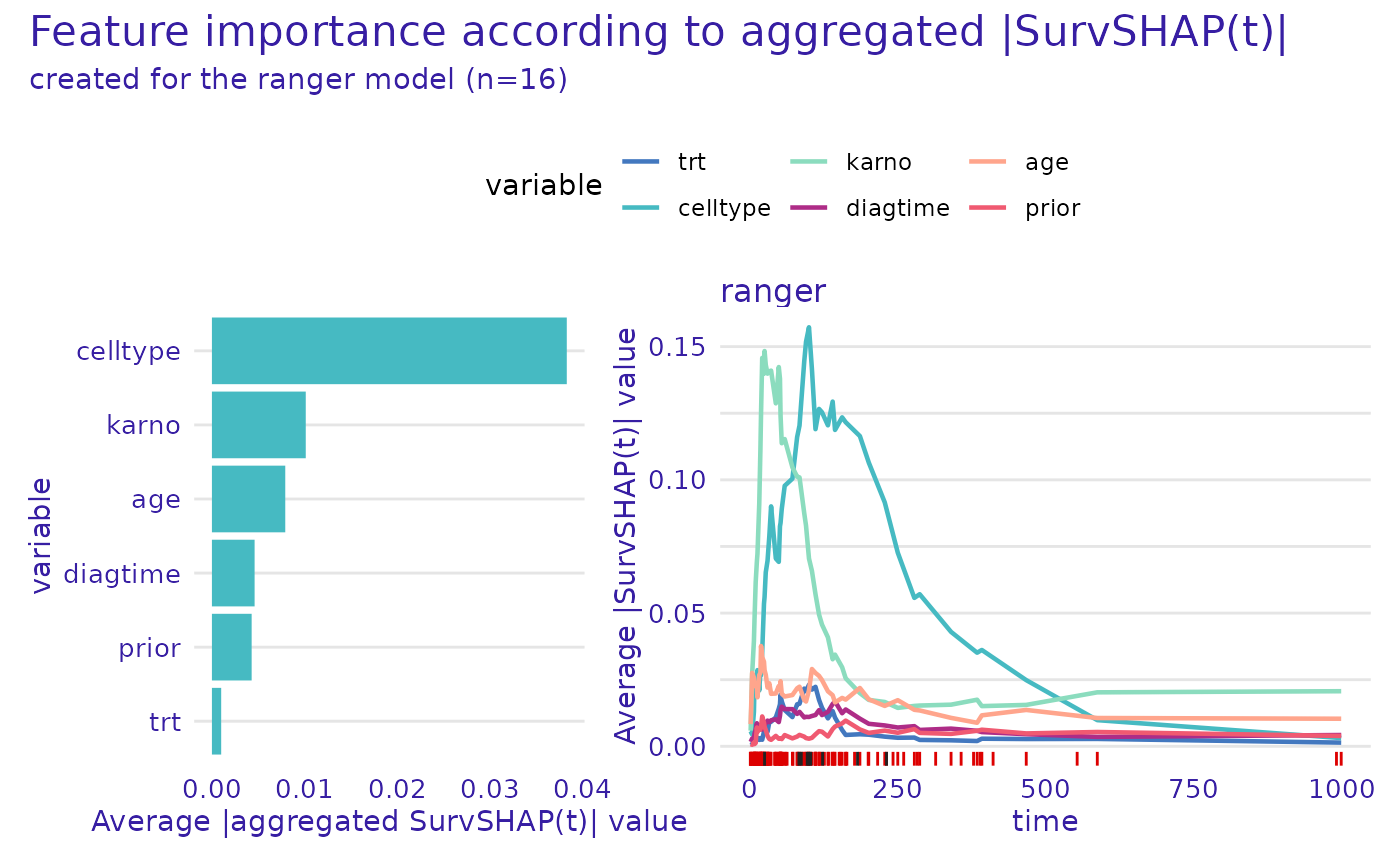 Feature importance according to aggregated |SurvSHAP(t)|
created for the ranger model (n=16)
variable
trt
karno
age
celltype
diagtime
prior
variable
celltype
karno
age
diagtime
prior
trt
0.00 0.01 0.02 0.03 0.04
Average |aggregated SurvSHAP(t)| value
ranger
Average |SurvSHAP(t)| value
0.15
0.10
0.05
0.00
0 250 500 750 1000
time